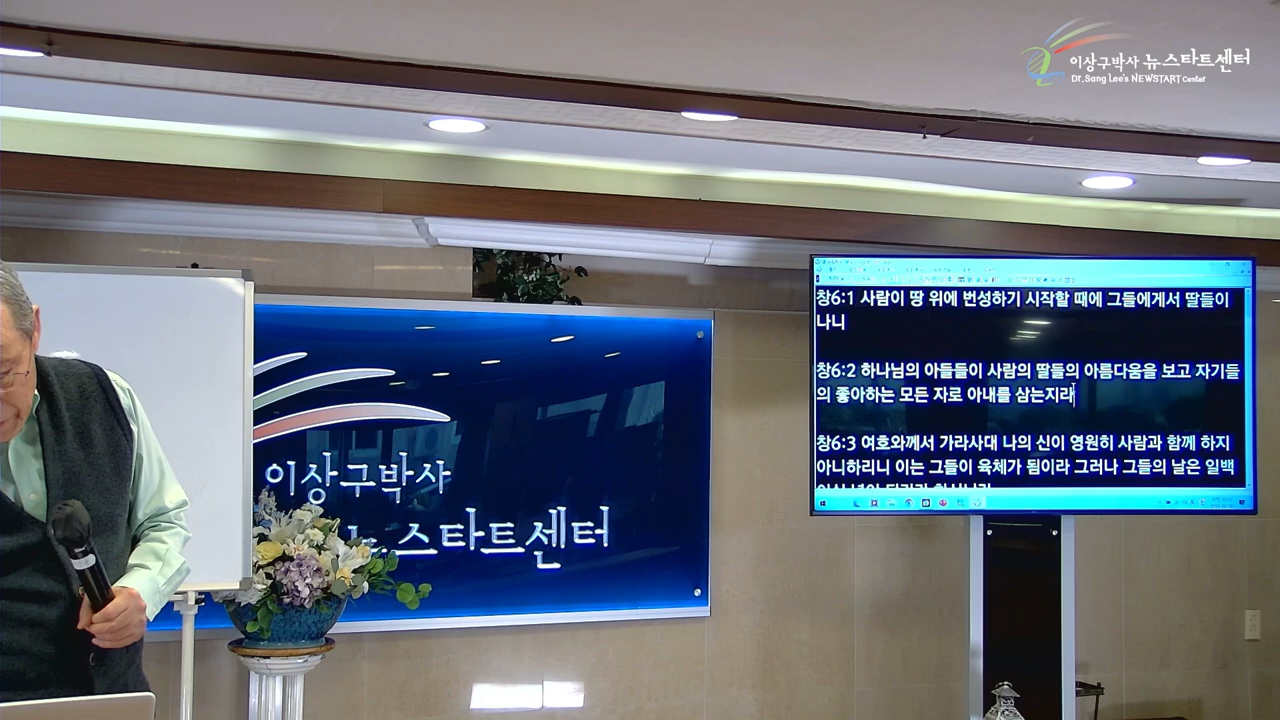 이상구박사 뉴스타트센터
Dr. Sang Lee's NEWSTART Center
창6:1 사람이 땅 위에 번성하기 시작할 때에 그들에게서 딸들이
나니
창6:2 하나님의 아들들이 사람의 딸들의 아름다움을 보고 자기들
의 좋아하는 모든 자로 아내를 삼는지라
창6:3 여호와께서 가라사대 나의 신이 영원히 사람과 함께 하지
아니하리니 이는 그들이 육체가 됨이라 그러나 그들의 날은 일백
이상구박사
스타트센터